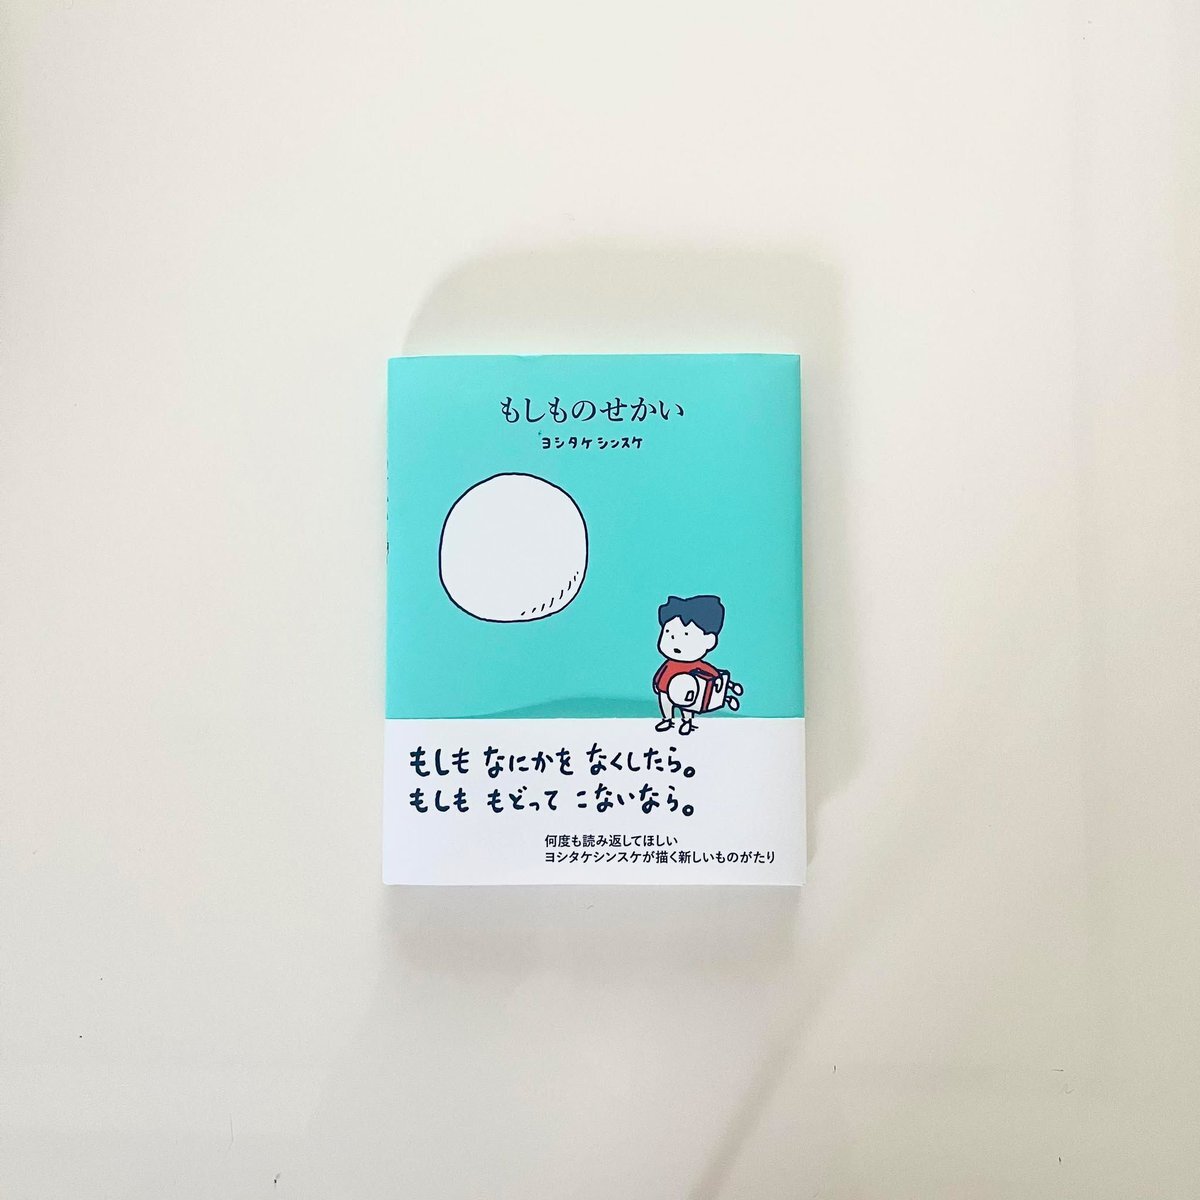 もしものせかい
ヨシタケシンスケ
もしも なにかを なくしたら。
もしも もどって こないなら。
何度も読み返してほしい
ヨシタケシンスケが描く新しいものがたり